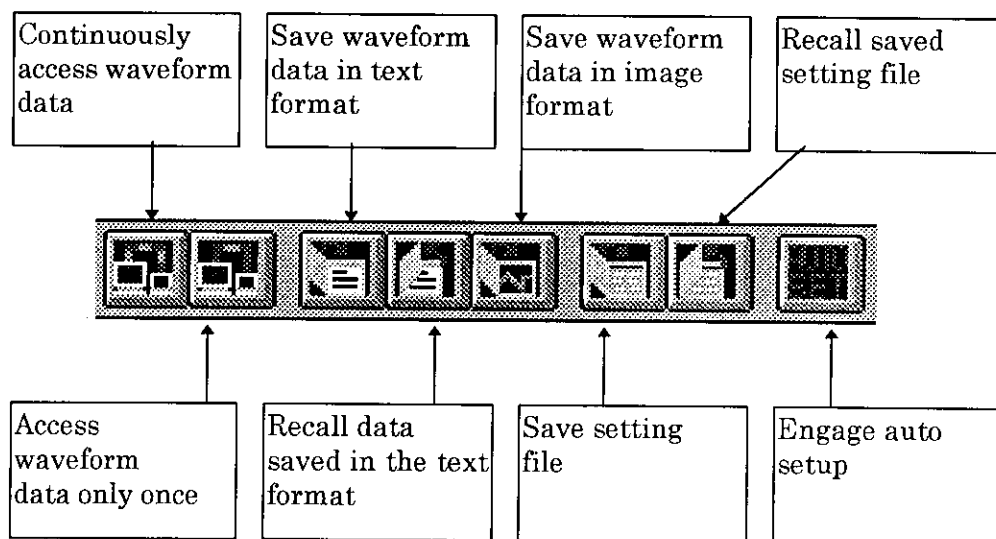 Continuously
access waveform
data
Save waveform
data in text
format
Save waveform
data in image
format
Recall saved
setting file
Access
waveform
data only once
Recall data
saved in the text
format
Save setting
file
Engage auto
setup